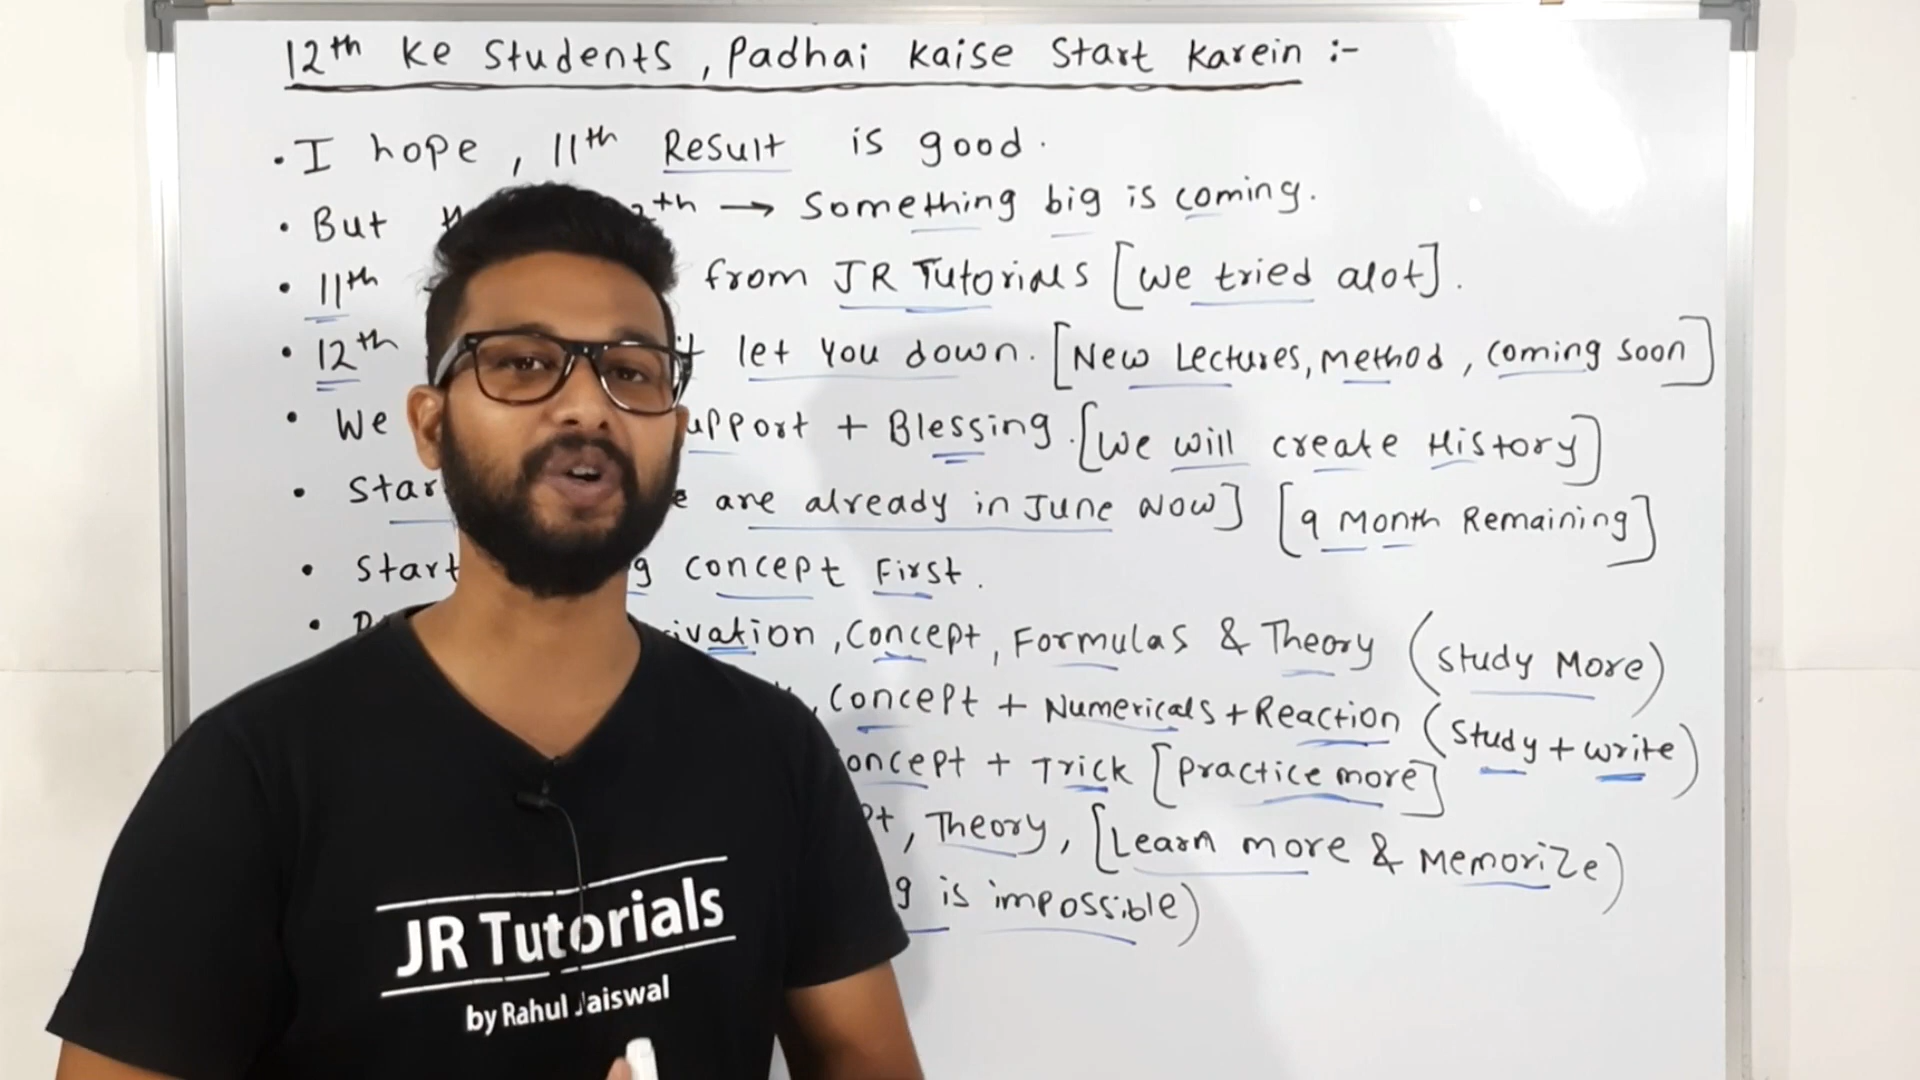 12th Ke Students, Padhai Kaise Start Karein :-
• I hope, 11th Result is good.
• But → Something big is coming.
• 11th from JR Tutorials [We tried alot].
• 12th let You down. [New Lectures, Method, Coming Soon]
• We upport + Blessing. [We will create History]
• Star are already in June Now] [9 Month Remaining]
• Start g Concept First.
• ivation, Concept, Formulas & Theory (Study More)
, Concept + Numericals + Reaction (Study + Write)
oncept + Trick [Practice more]
pt, Theory, [Learn more & Memorize)
g is impossible)
JR Tutorials
by Rahul Jaiswal